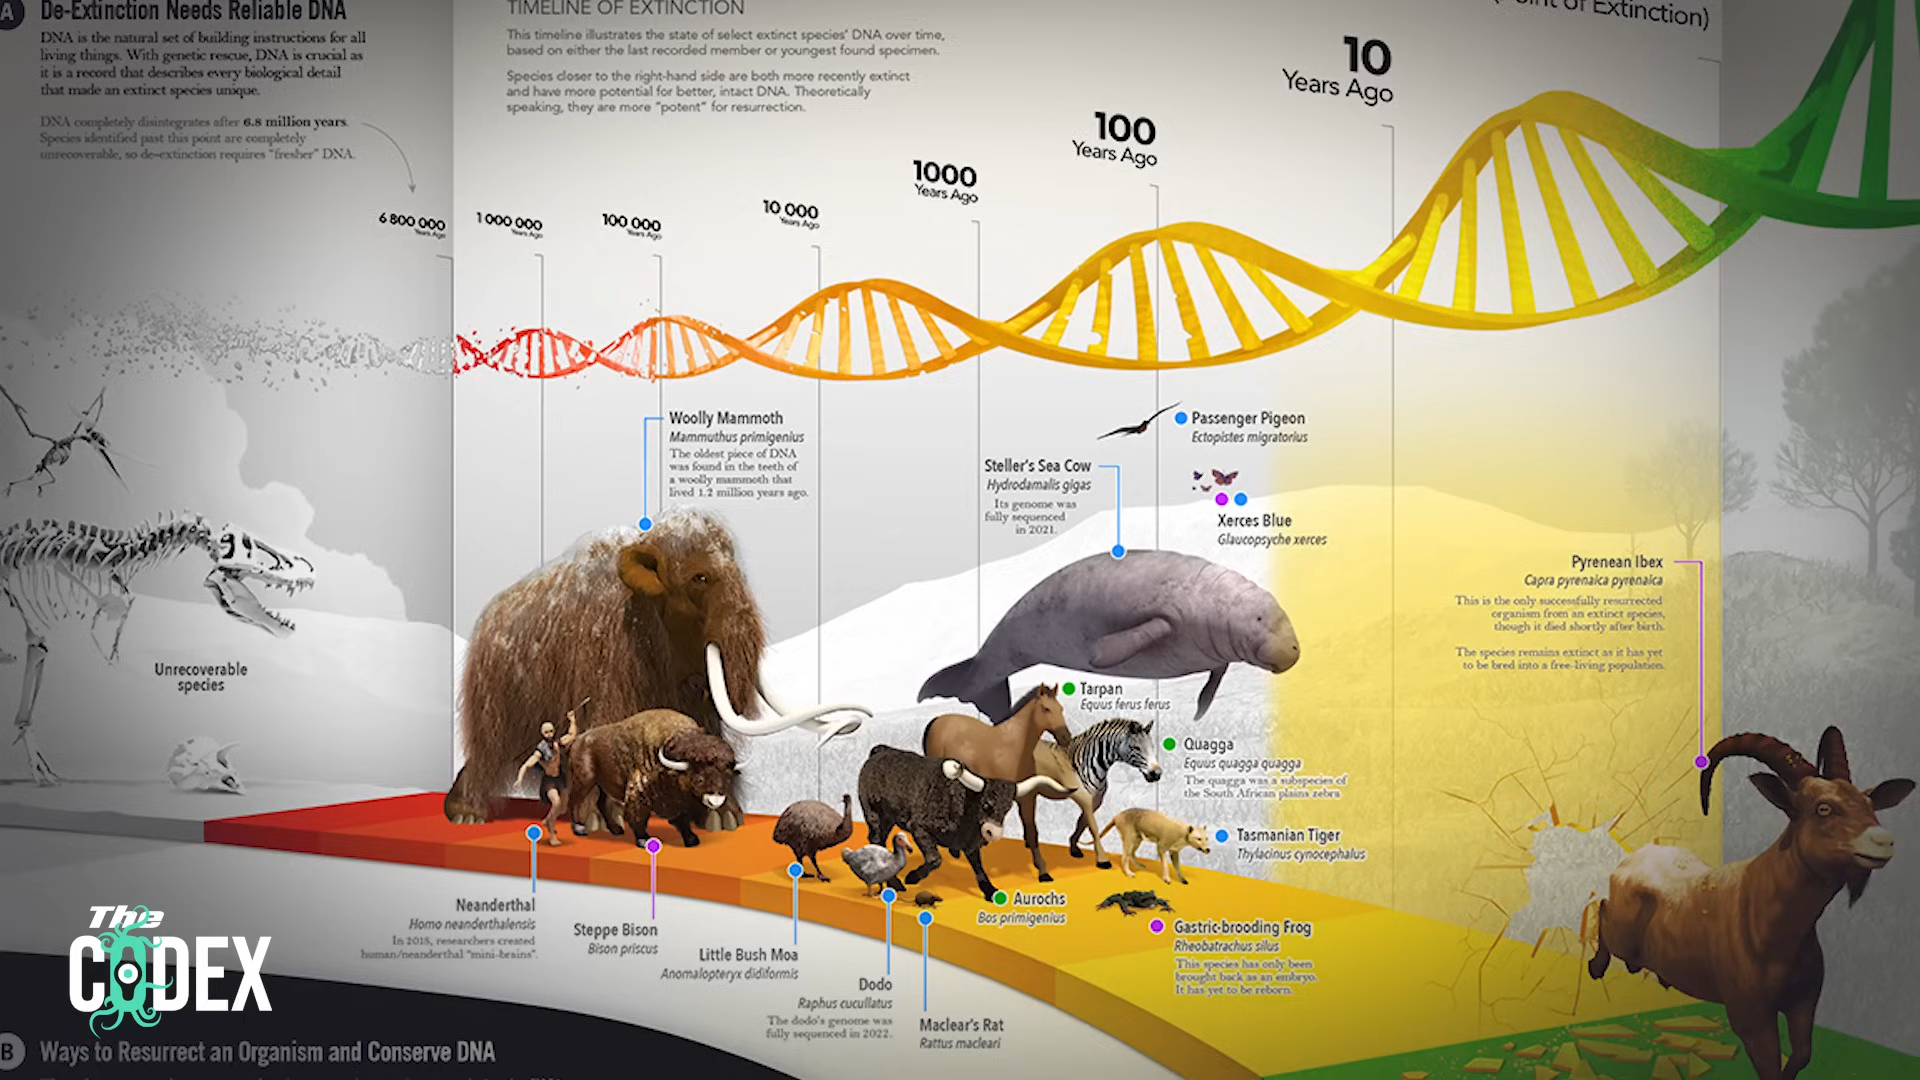 A
De-Extinction Needs Reliable DNA
DNA is the natural set of building instructions for all
living things. With genetic rescue, DNA is crucial as
it is a record that describes every biological detail
that made an extinct species unique.
DNA completely disintegrates after 6.8 million years.
Species identified past this point are completely
unrecoverable, so de-extinction requires "fresher" DNA.
TIMELINE OF EXTINCTION
This timeline illustrates the state of select extinct species' DNA over time,
based on either the last recorded member or youngest found specimen.
Species closer to the right-hand side are both more recently extinct
and have more potential for better, intact DNA. Theoretically
speaking, they are more "potent" for resurrection.
(Point of Extinction)
10
Years Ago
100
Years Ago
1000
Years Ago
10 000
Years Ago
100 000
Years Ago
1 000 000
Years Ago
6 800 000
Years Ago
Woolly Mammoth
Mammuthus primigenius
The oldest piece of DNA
was found in the teeth of
a woolly mammoth that
lived 1.2 million years ago.
Passenger Pigeon
Ectopistes migratorius
Steller's Sea Cow
Hydrodamalis gigas
Its genome was
fully sequenced
in 2021.
Xerces Blue
Glaucopsyche xerces
Pyrenean Ibex
Capra pyrenaica pyrenaica
This is the only successfully resurrected
organism from an extinct species,
though it died shortly after birth.
The species remains extinct as it has yet
to be bred into a free-living population.
Unrecoverable
species
Tarpan
Equus ferus ferus
Quagga
Equus quagga quagga
The quagga was a subspecies of
the South African plains zebra
Tasmanian Tiger
Thylacinus cynocephalus
Neanderthal
Homo neanderthalensis
In 2018, researchers created
human/neanderthal "mini-brains".
Steppe Bison
Bison priscus
Little Bush Moa
Anomalopteryx didiformis
Dodo
Raphus cucullatus
The dodo's genome was
fully sequenced in 2022.
Maclear's Rat
Rattus macleari
Aurochs
Bos primigenius
Gastric-brooding Frog
Rheobatrachus silus
This species has only been
brought back as an embryo.
It has yet to be reborn.
The
CODEX
B
Ways to Resurrect an Organism and Conserve DNA